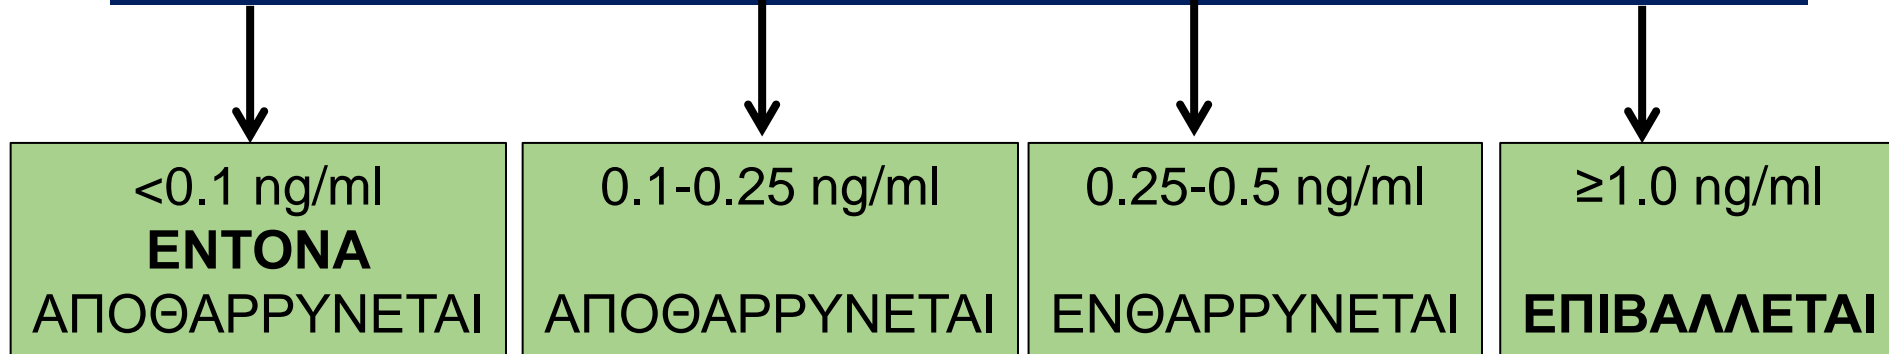 <0.1 ng/ml
ΕΝΤΟΝΑ
ΑΠΟΘΑΡΡΥΝΕΤΑΙ
0.1-0.25 ng/ml
ΑΠΟΘΑΡΡΥΝΕΤΑΙ
0.25-0.5 ng/ml
ΕΝΘΑΡΡΥΝΕΤΑΙ
≥1.0 ng/ml
ΕΠΙΒΑΛΛΕΤΑΙ